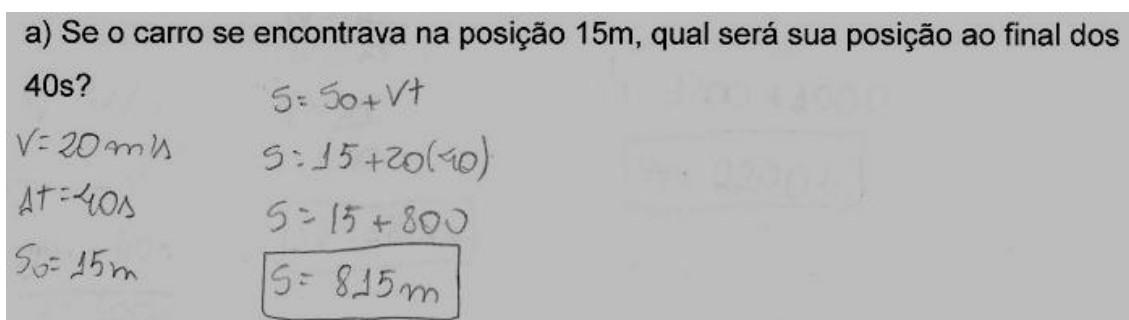 a) Se o carro se encontrava na posição 15m, qual será sua posição ao final dos
40s?
S = So + Vt
V = 20 m/s
S = 15 + 20(40)
Δt = 40s
S = 15 + 800
So = 15m
S = 815m